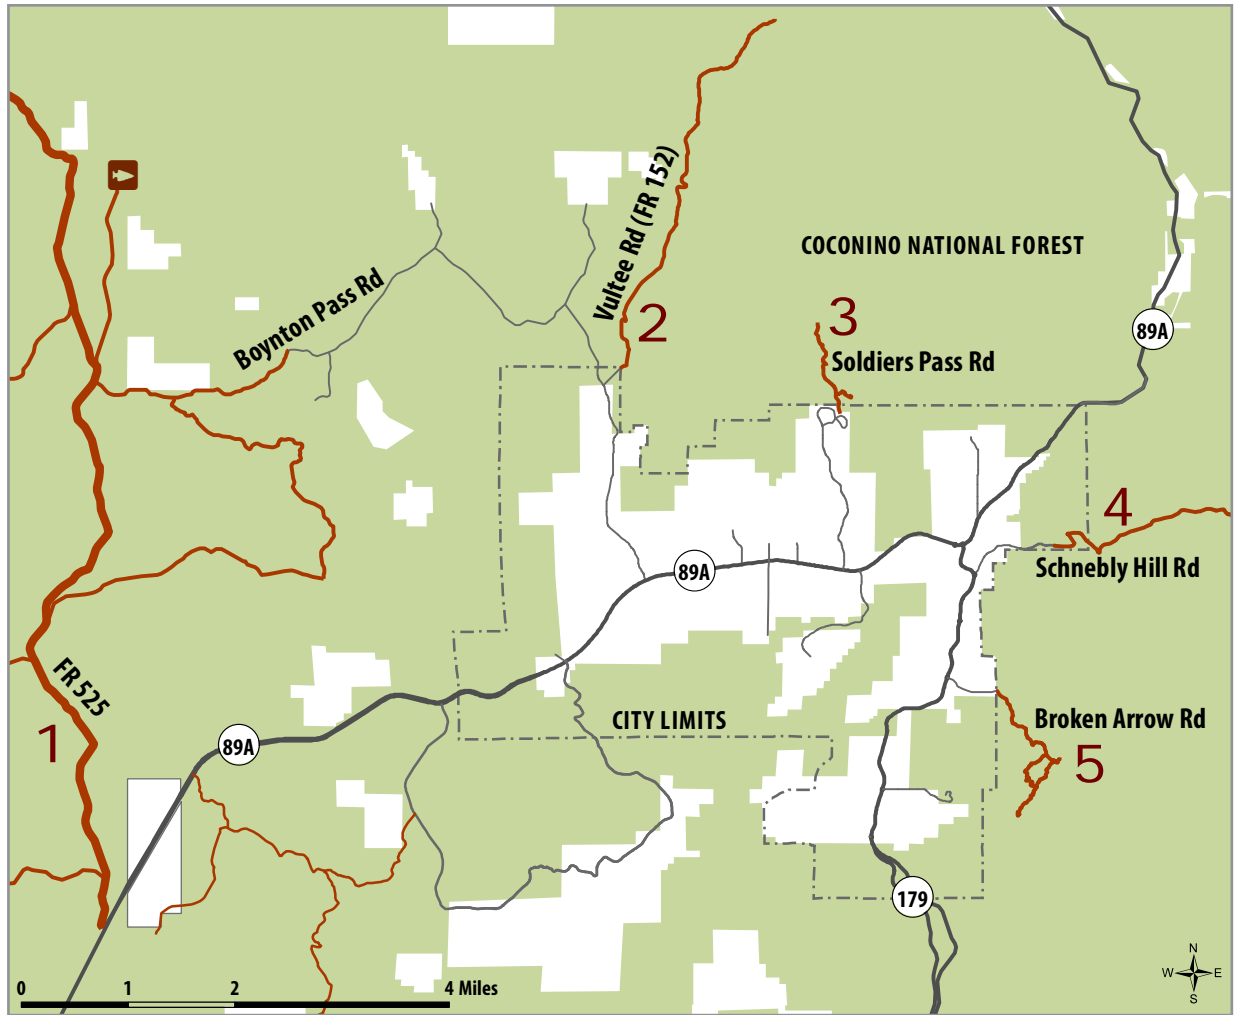 Vultee Rd (FR 152)
COCONINO NATIONAL FOREST
Boynton Pass Rd
2
3
89A
Soldiers Pass Rd
4
89A
Schnebly Hill Rd
FR 525
1
CITY LIMITS
Broken Arrow Rd
89A
5
179
N
W E
S
0 1 2 4 Miles